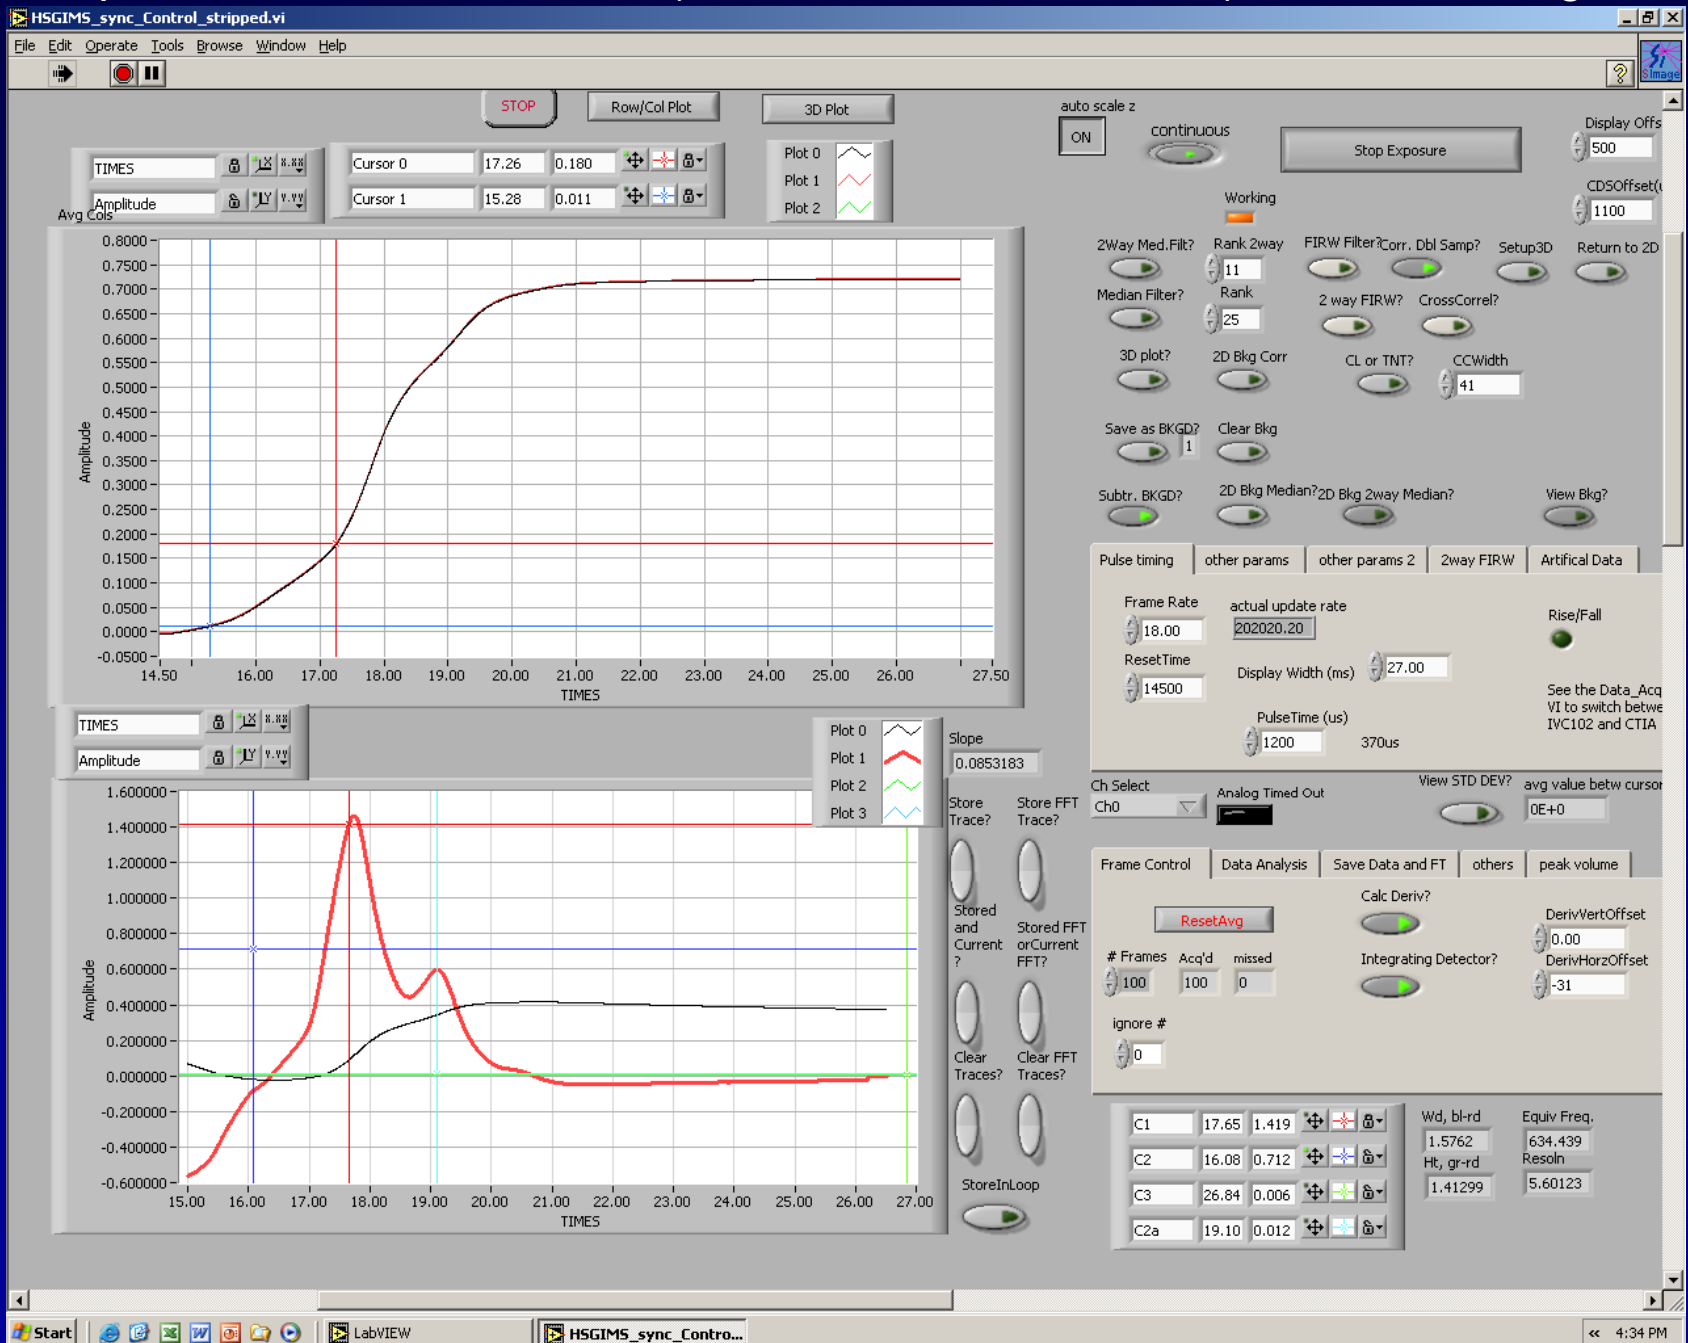 HSGIMS_sync_Control_stripped.vi
File Edit Operate Tools Browse Window Help
SImage
STOP Row/Col Plot 3D Plot
auto scale z
ON
continuous
Stop Exposure
Display Offs
500
CDSOffset(u
1100
TIMES
Amplitude
Cursor 0 17.26 0.180
Cursor 1 15.28 0.011
Plot 0
Plot 1
Plot 2
Working
Avg Cols
2Way Med.Filt? Rank 2way FIRW Filter? Corr. Dbl Samp? Setup3D Return to 2D
11
Median Filter? Rank 2 way FIRW? CrossCorrel?
25
3D plot? 2D Bkg Corr CL or TNT? CCWidth
41
Save as BKGD? 1 Clear Bkg
Subtr. BKGD? 2D Bkg Median? 2D Bkg 2way Median? View Bkg?
0.8000
0.7500
0.7000
0.6500
0.6000
0.5500
0.5000
0.4500
0.4000
0.3500
0.3000
0.2500
0.2000
0.1500
0.1000
0.0500
0.0000
-0.0500
Amplitude
14.50 16.00 17.00 18.00 19.00 20.00 21.00 22.00 23.00 24.00 25.00 26.00 27.50
TIMES
Pulse timing other params other params 2 2way FIRW Artifical Data
Frame Rate
18.00
actual update rate
202020.20
Rise/Fall
ResetTime
14500
Display Width (ms) 27.00
PulseTime (us)
1200 370us
See the Data_Acq
VI to switch betwe
IVC102 and CTIA
TIMES
Amplitude
Plot 0
Plot 1
Plot 2
Plot 3
Slope
0.0853183
Ch Select
Ch0
Analog Timed Out
View STD DEV?
avg value betw cursor
0E+0
Store Trace?
Store FFT Trace?
Stored and Current ?
Stored FFT orCurrent FFT?
Clear Traces?
Clear FFT Traces?
StoreInLoop
1.600000
1.400000
1.200000
1.000000
0.800000
0.600000
0.400000
0.200000
0.000000
-0.200000
-0.400000
-0.600000
Amplitude
15.00 16.00 17.00 18.00 19.00 20.00 21.00 22.00 23.00 24.00 25.00 26.00 27.00
TIMES
Frame Control Data Analysis Save Data and FT others peak volume
ResetAvg
Calc Deriv?
DerivVertOffset
0.00
# Frames Acq'd missed
100 100 0
Integrating Detector?
DerivHorzOffset
-31
ignore #
0
C1 17.65 1.419
C2 16.08 0.712
C3 26.84 0.006
C2a 19.10 0.012
Wd, bl-rd
1.5762
Ht, gr-rd
1.41299
Equiv Freq.
634.439
Resoln
5.60123
Start LabVIEW HSGIMS_sync_Contro... 4:34 PM